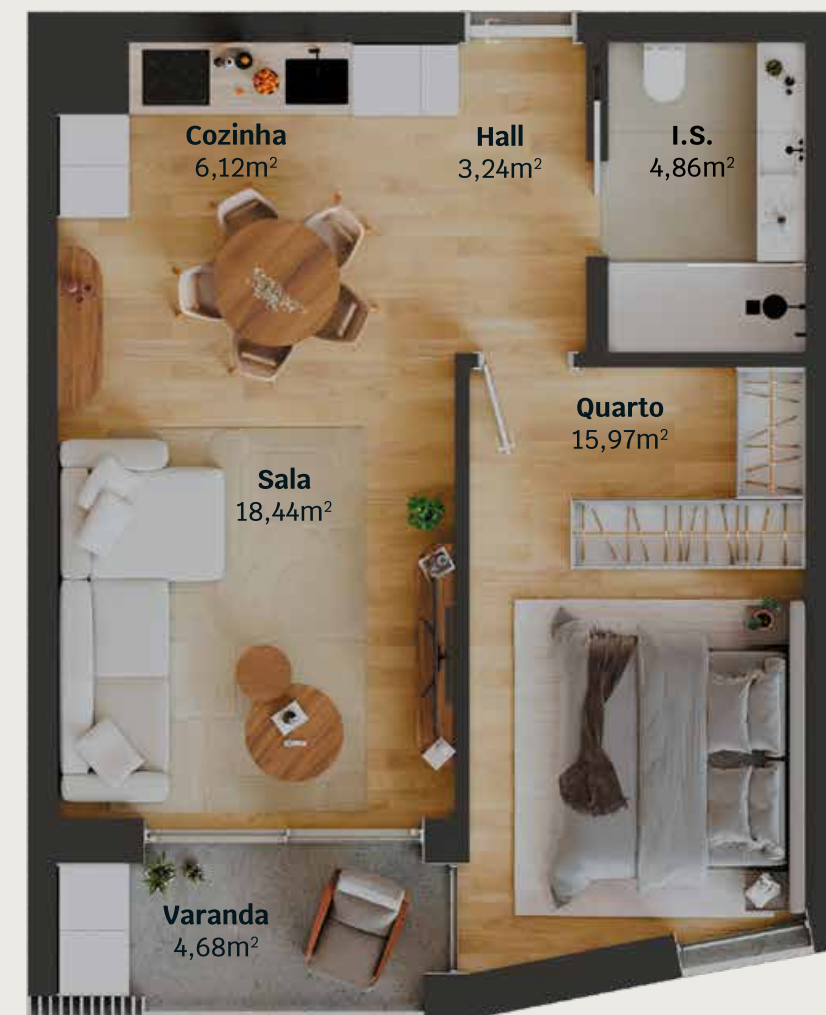 Cozinha
6,12m²
Hall
3,24m²
I.S.
4,86m²
Quarto
15,97m²
Sala
18,44m²
Varanda
4,68m²